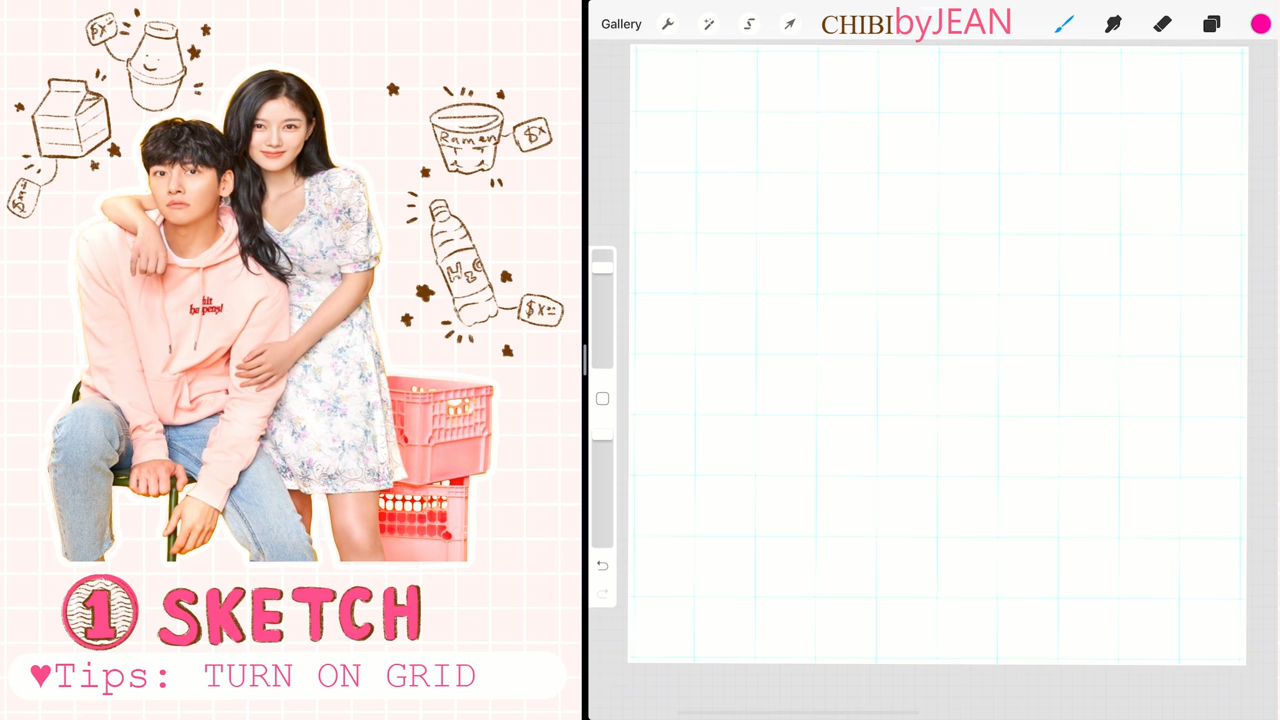 Gallery
CHIBIbyJEAN
Ramen
H2O
1 SKETCH
♥Tips: TURN ON GRID